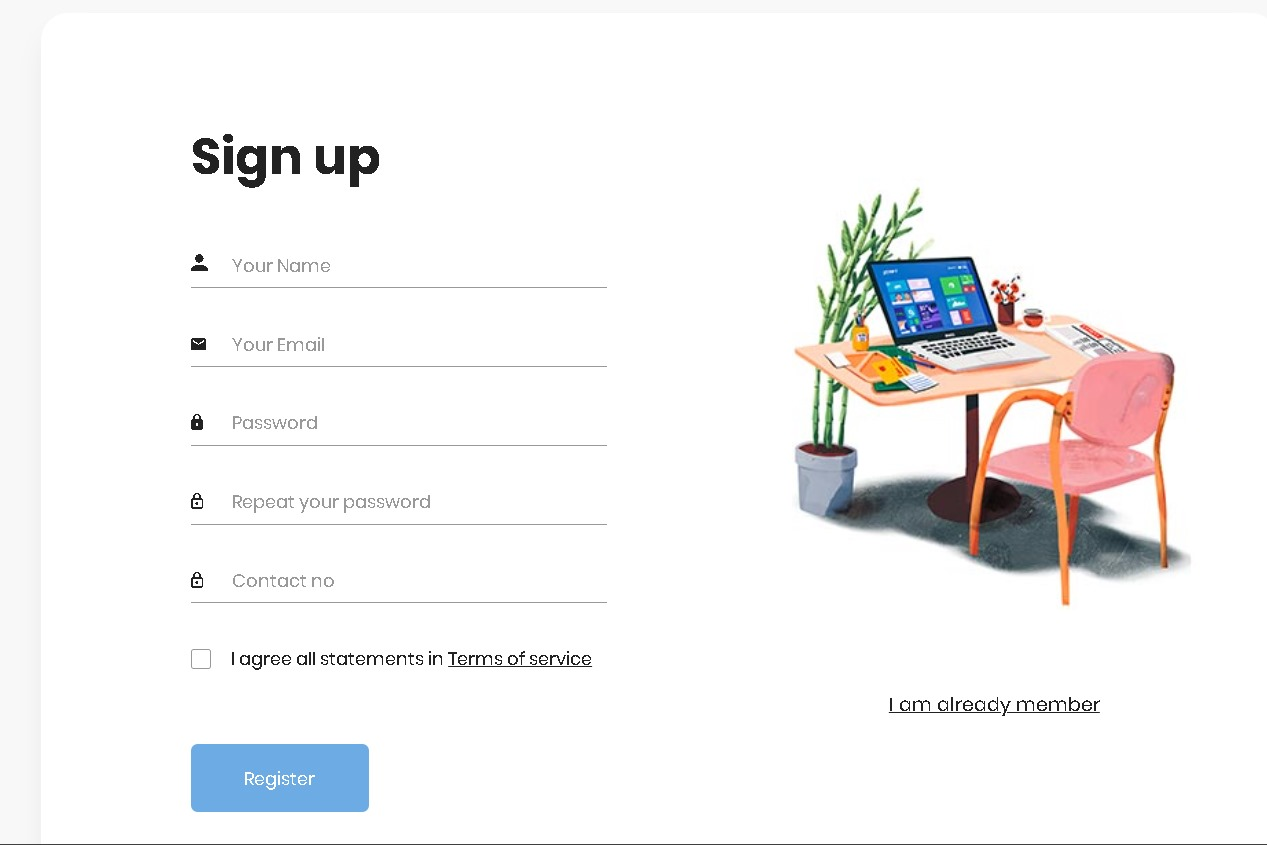 Sign up
Your Name
Your Email
Password
Repeat your password
Contact no
I agree all statements in Terms of service
I am already member
Register